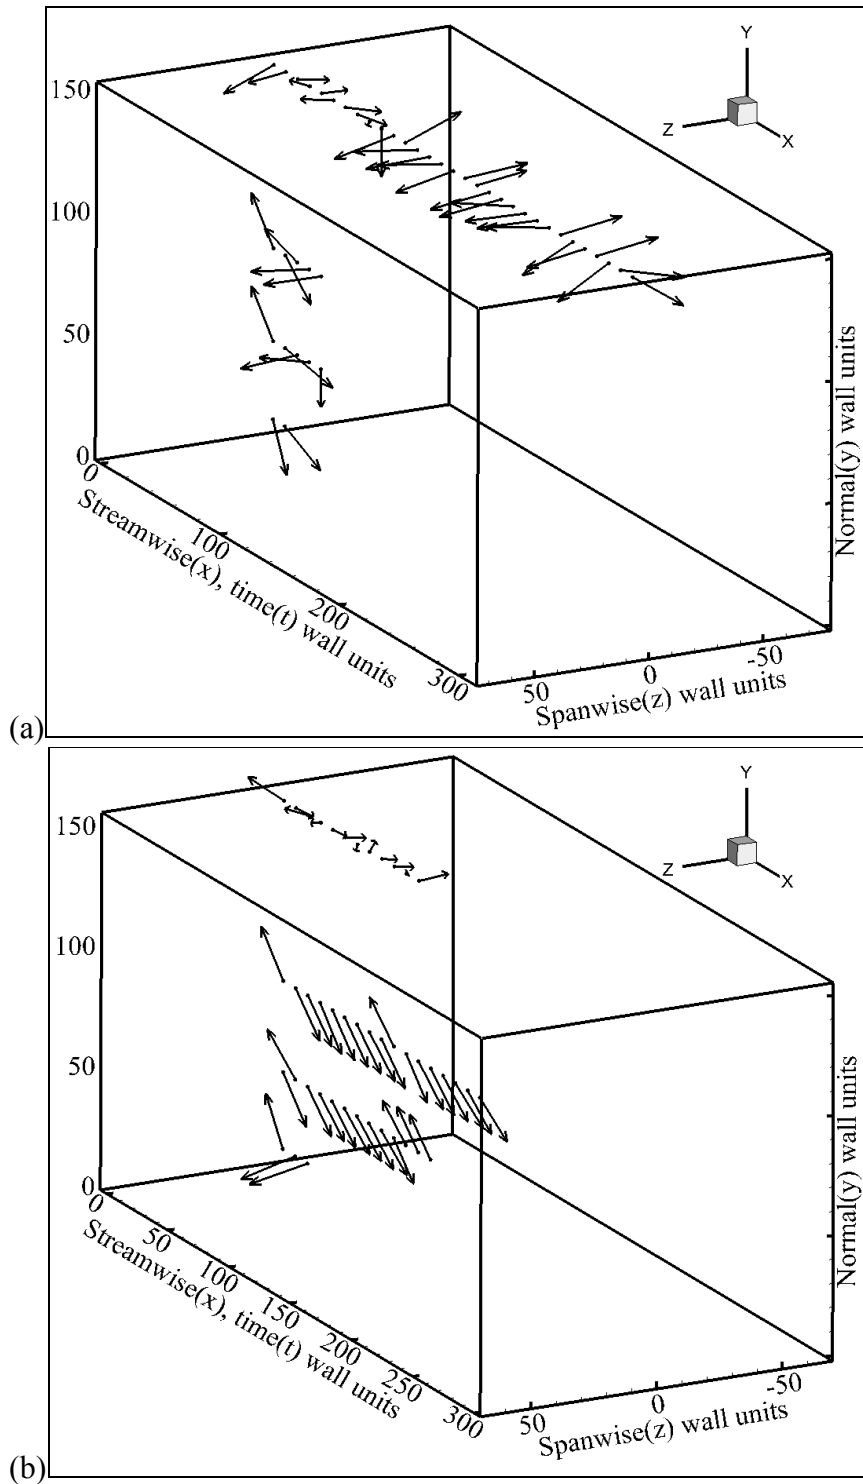 Y
Z
X
150
100
50
0
0
100
200
300
Streamwise(x), time(t) wall units
50
0
-50
Spanwise(z) wall units
Normal(y) wall units
(a)
Y
Z
X
150
100
50
0
0
50
100
150
200
250
300
Streamwise(x), time(t) wall units
50
0
-50
Spanwise(z) wall units
Normal(y) wall units
(b)